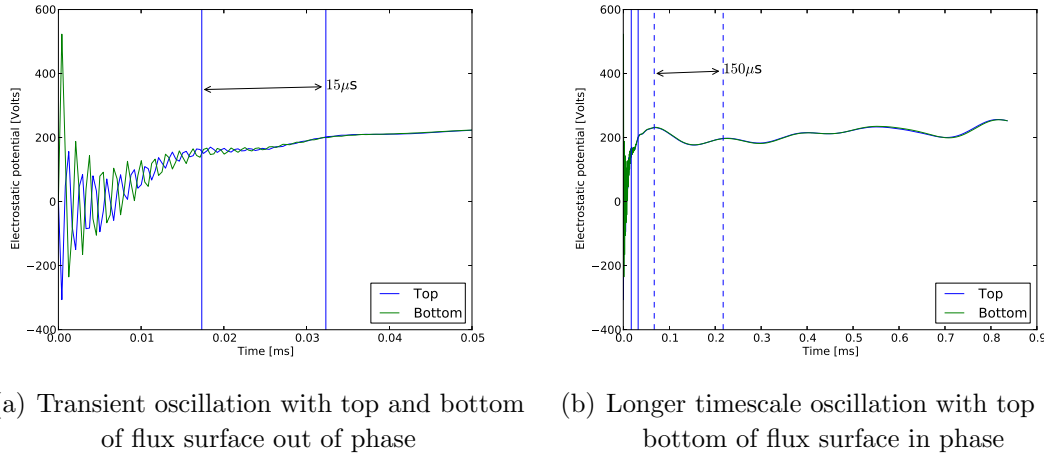 600
400
200
0
−200
−400
0.00 0.01 0.02 0.03 0.04 0.05
Time [ms]
Electrostatic potential [Volts]
15μs
Top
Bottom
600
400
200
0
−200
−400
0.0 0.1 0.2 0.3 0.4 0.5 0.6 0.7 0.8 0.9
Time [ms]
Electrostatic potential [Volts]
150μs
Top
Bottom
a) Transient oscillation with top and bottom
of flux surface out of phase
(b) Longer timescale oscillation with top
bottom of flux surface in phase